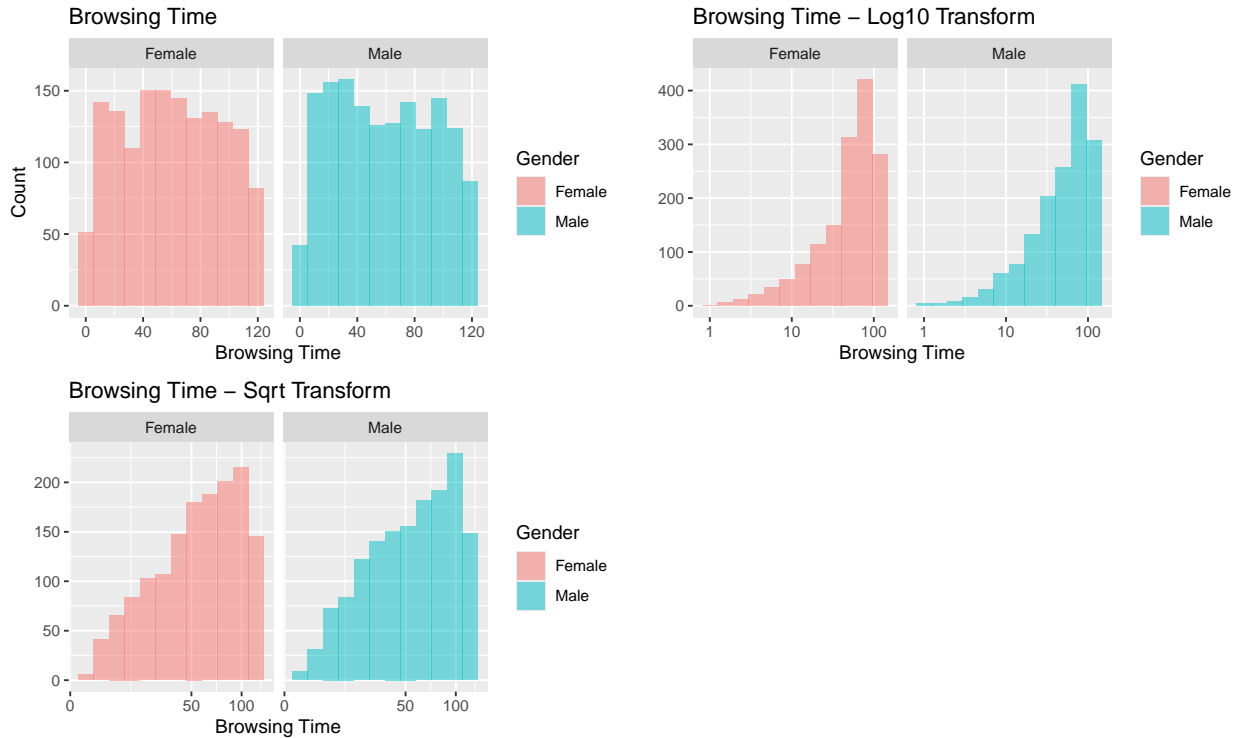 Browsing Time
Female Male
150
100
50
0
Count
0 40 80 120 0 40 80 120
Browsing Time
Gender
Female
Male
Browsing Time – Log10 Transform
Female Male
400
300
200
100
0
1 10 100 1 10 100
Browsing Time
Gender
Female
Male
Browsing Time – Sqrt Transform
Female Male
200
150
100
50
0
0 50 100 50 100
Browsing Time
Gender
Female
Male